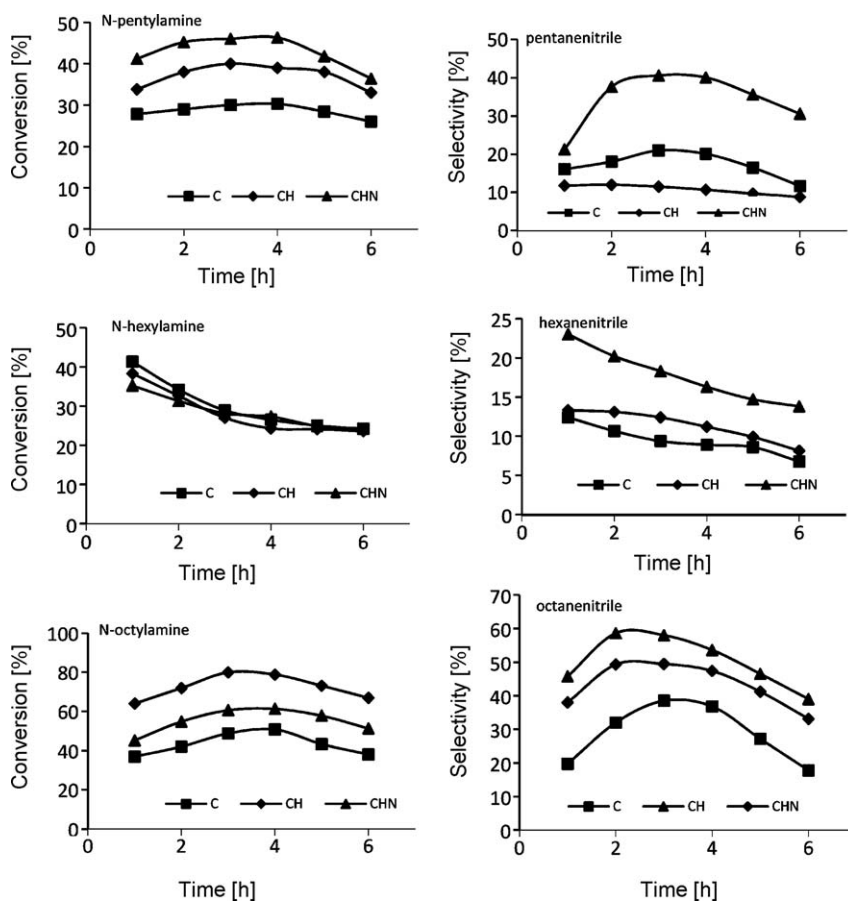 N-pentylamine
Conversion [%]
50
40
30
20
10
0
C CH CHN
0 2 4 6
Time [h]
pentanenitrile
Selectivity [%]
50
40
30
20
10
0
C CH CHN
0 2 4 6
Time [h]
N-hexylamine
Conversion [%]
50
40
30
20
10
0
C CH CHN
0 2 4 6
Time [h]
hexanenitrile
Selectivity [%]
25
20
15
10
5
0
C CH CHN
0 2 4 6
Time [h]
N-octylamine
Conversion [%]
100
80
60
40
20
0
C CH CHN
0 2 4 6
Time [h]
octanenitrile
Selectivity [%]
70
60
50
40
30
20
10
0
C CH CHN
0 2 4 6
Time [h]